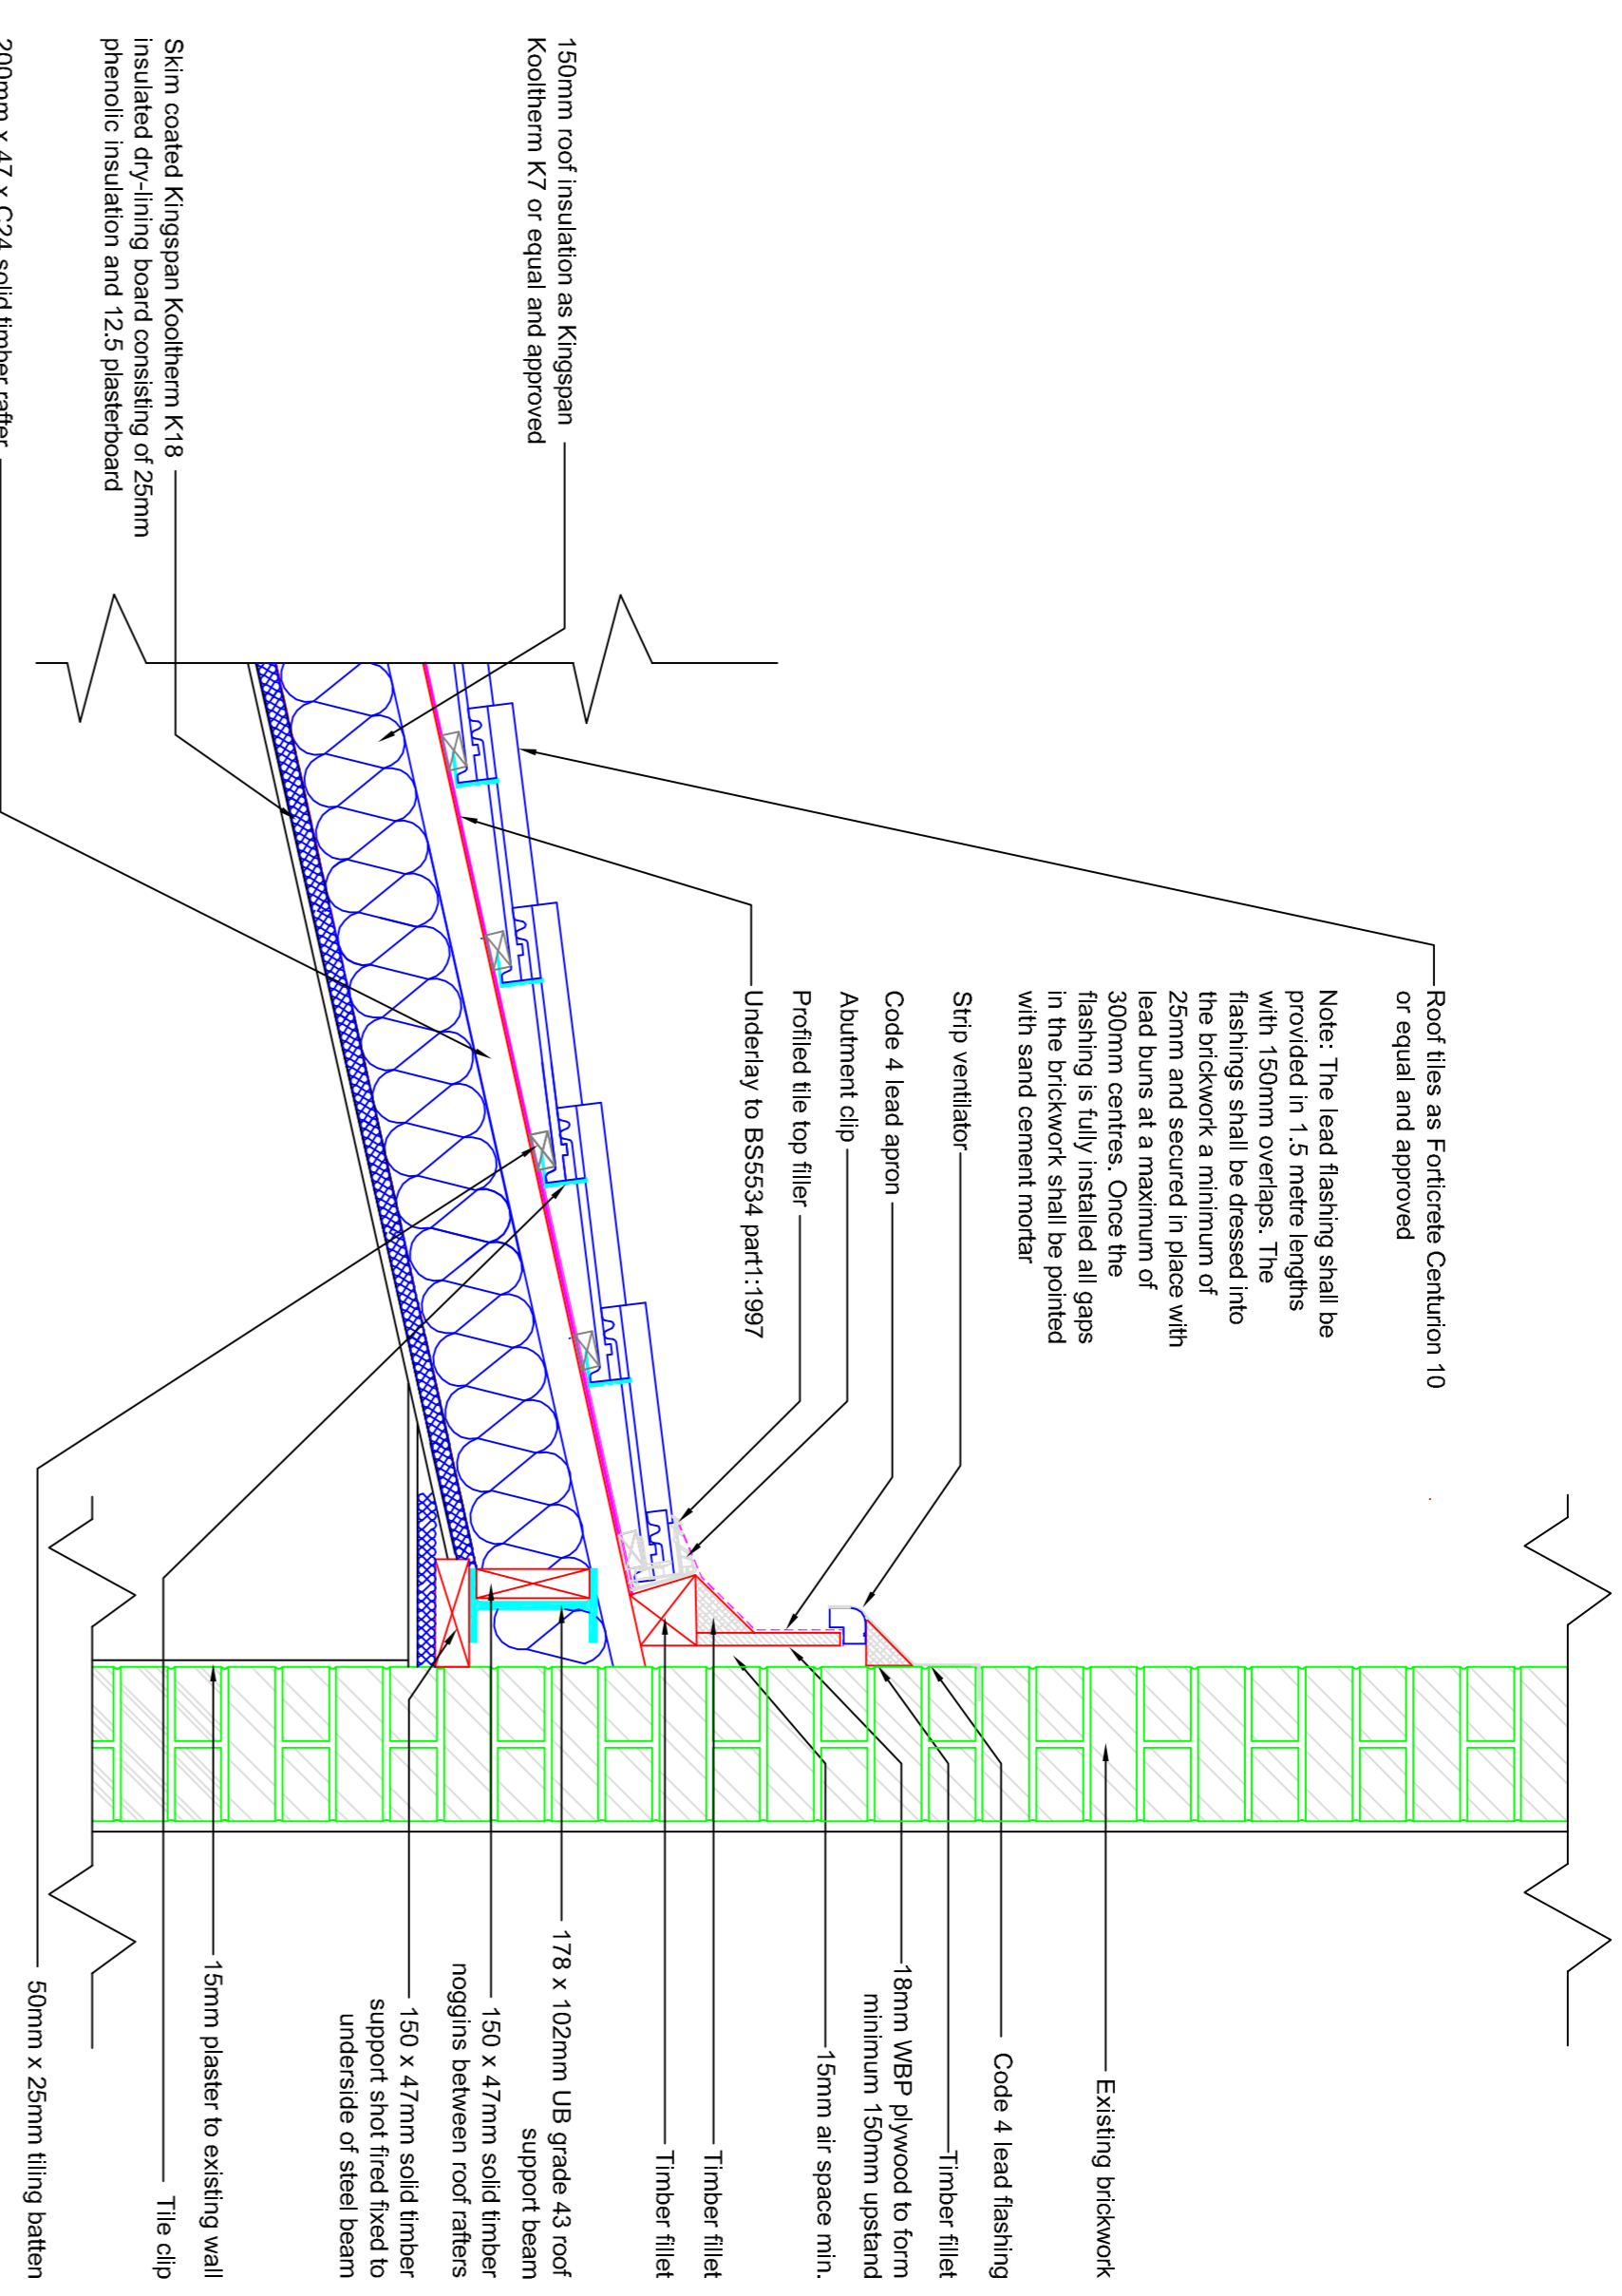 Roof tiles as Forticrete Centurion 10
or equal and approved
Note: The lead flashing shall be
provided in 1.5 metre lengths
with 150mm overlaps. The
flashings shall be dressed into
the brickwork a minimum of
25mm and secured in place with
lead buns at a maximum of
300mm centres. Once the
flashing is fully installed all gaps
in the brickwork shall be pointed
with sand cement mortar
Strip ventilator
Code 4 lead apron
Abutment clip
Profiled tile top filler
Underlay to BS5534 part1:1997
150mm roof insulation as Kingspan
Kooltherm K7 or equal and approved
Skim coated Kingspan Kooltherm K18
insulated dry-lining board consisting of 25mm
phenolic insulation and 12.5 plasterboard
200mm x 47 x C24 solid timber rafter
Existing brickwork
Code 4 lead flashing
Timber fillet
18mm WBP plywood to form
minimum 150mm upstand
15mm air space min.
Timber fillet
Timber fillet
178 x 102mm UB grade 43 roof
support beam
150 x 47mm solid timber
noggins between roof rafters
150 x 47mm solid timber
support shot fired fixed to
underside of steel beam
15mm plaster to existing wall
Tile clip
50mm x 25mm tiling batten